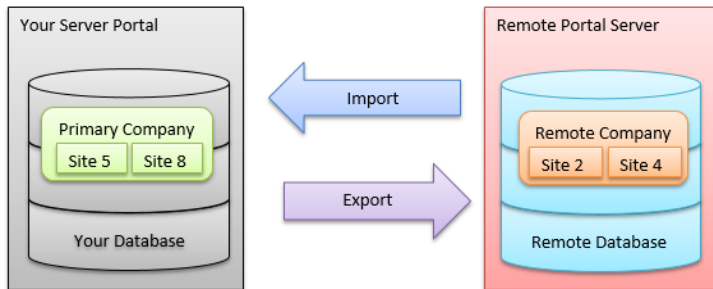 Your Server Portal
Primary Company
Site 5 Site 8
Your Database
Import
Export
Remote Portal Server
Remote Company
Site 2 Site 4
Remote Database